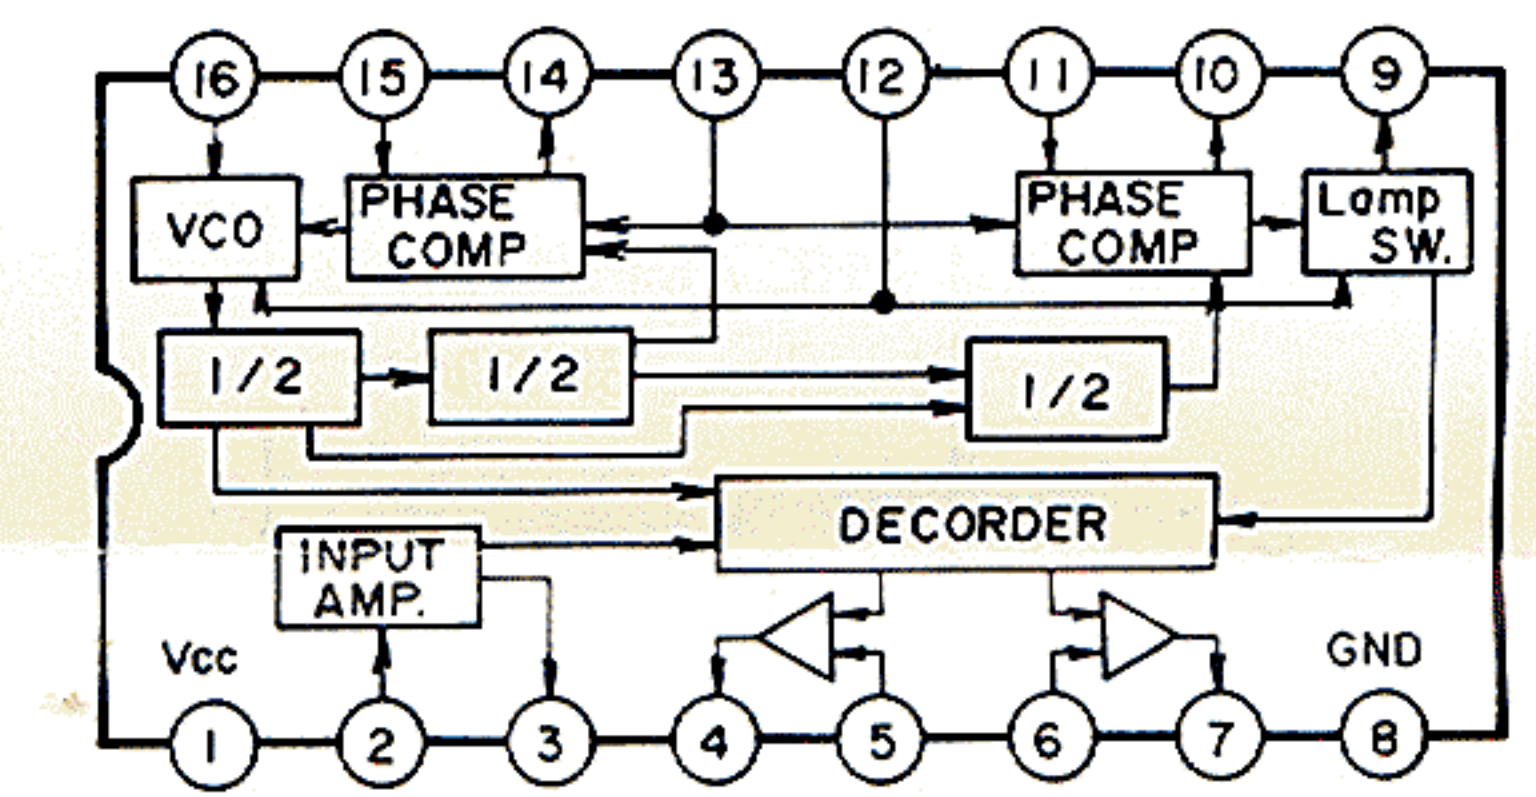 16 15 14 13 12 11 10 9
VCO
PHASE
COMP
PHASE
COMP
Lamp
SW.
1/2
1/2
1/2
DECORDER
INPUT
AMP.
Vcc
GND
1 2 3 4 5 6 7 8